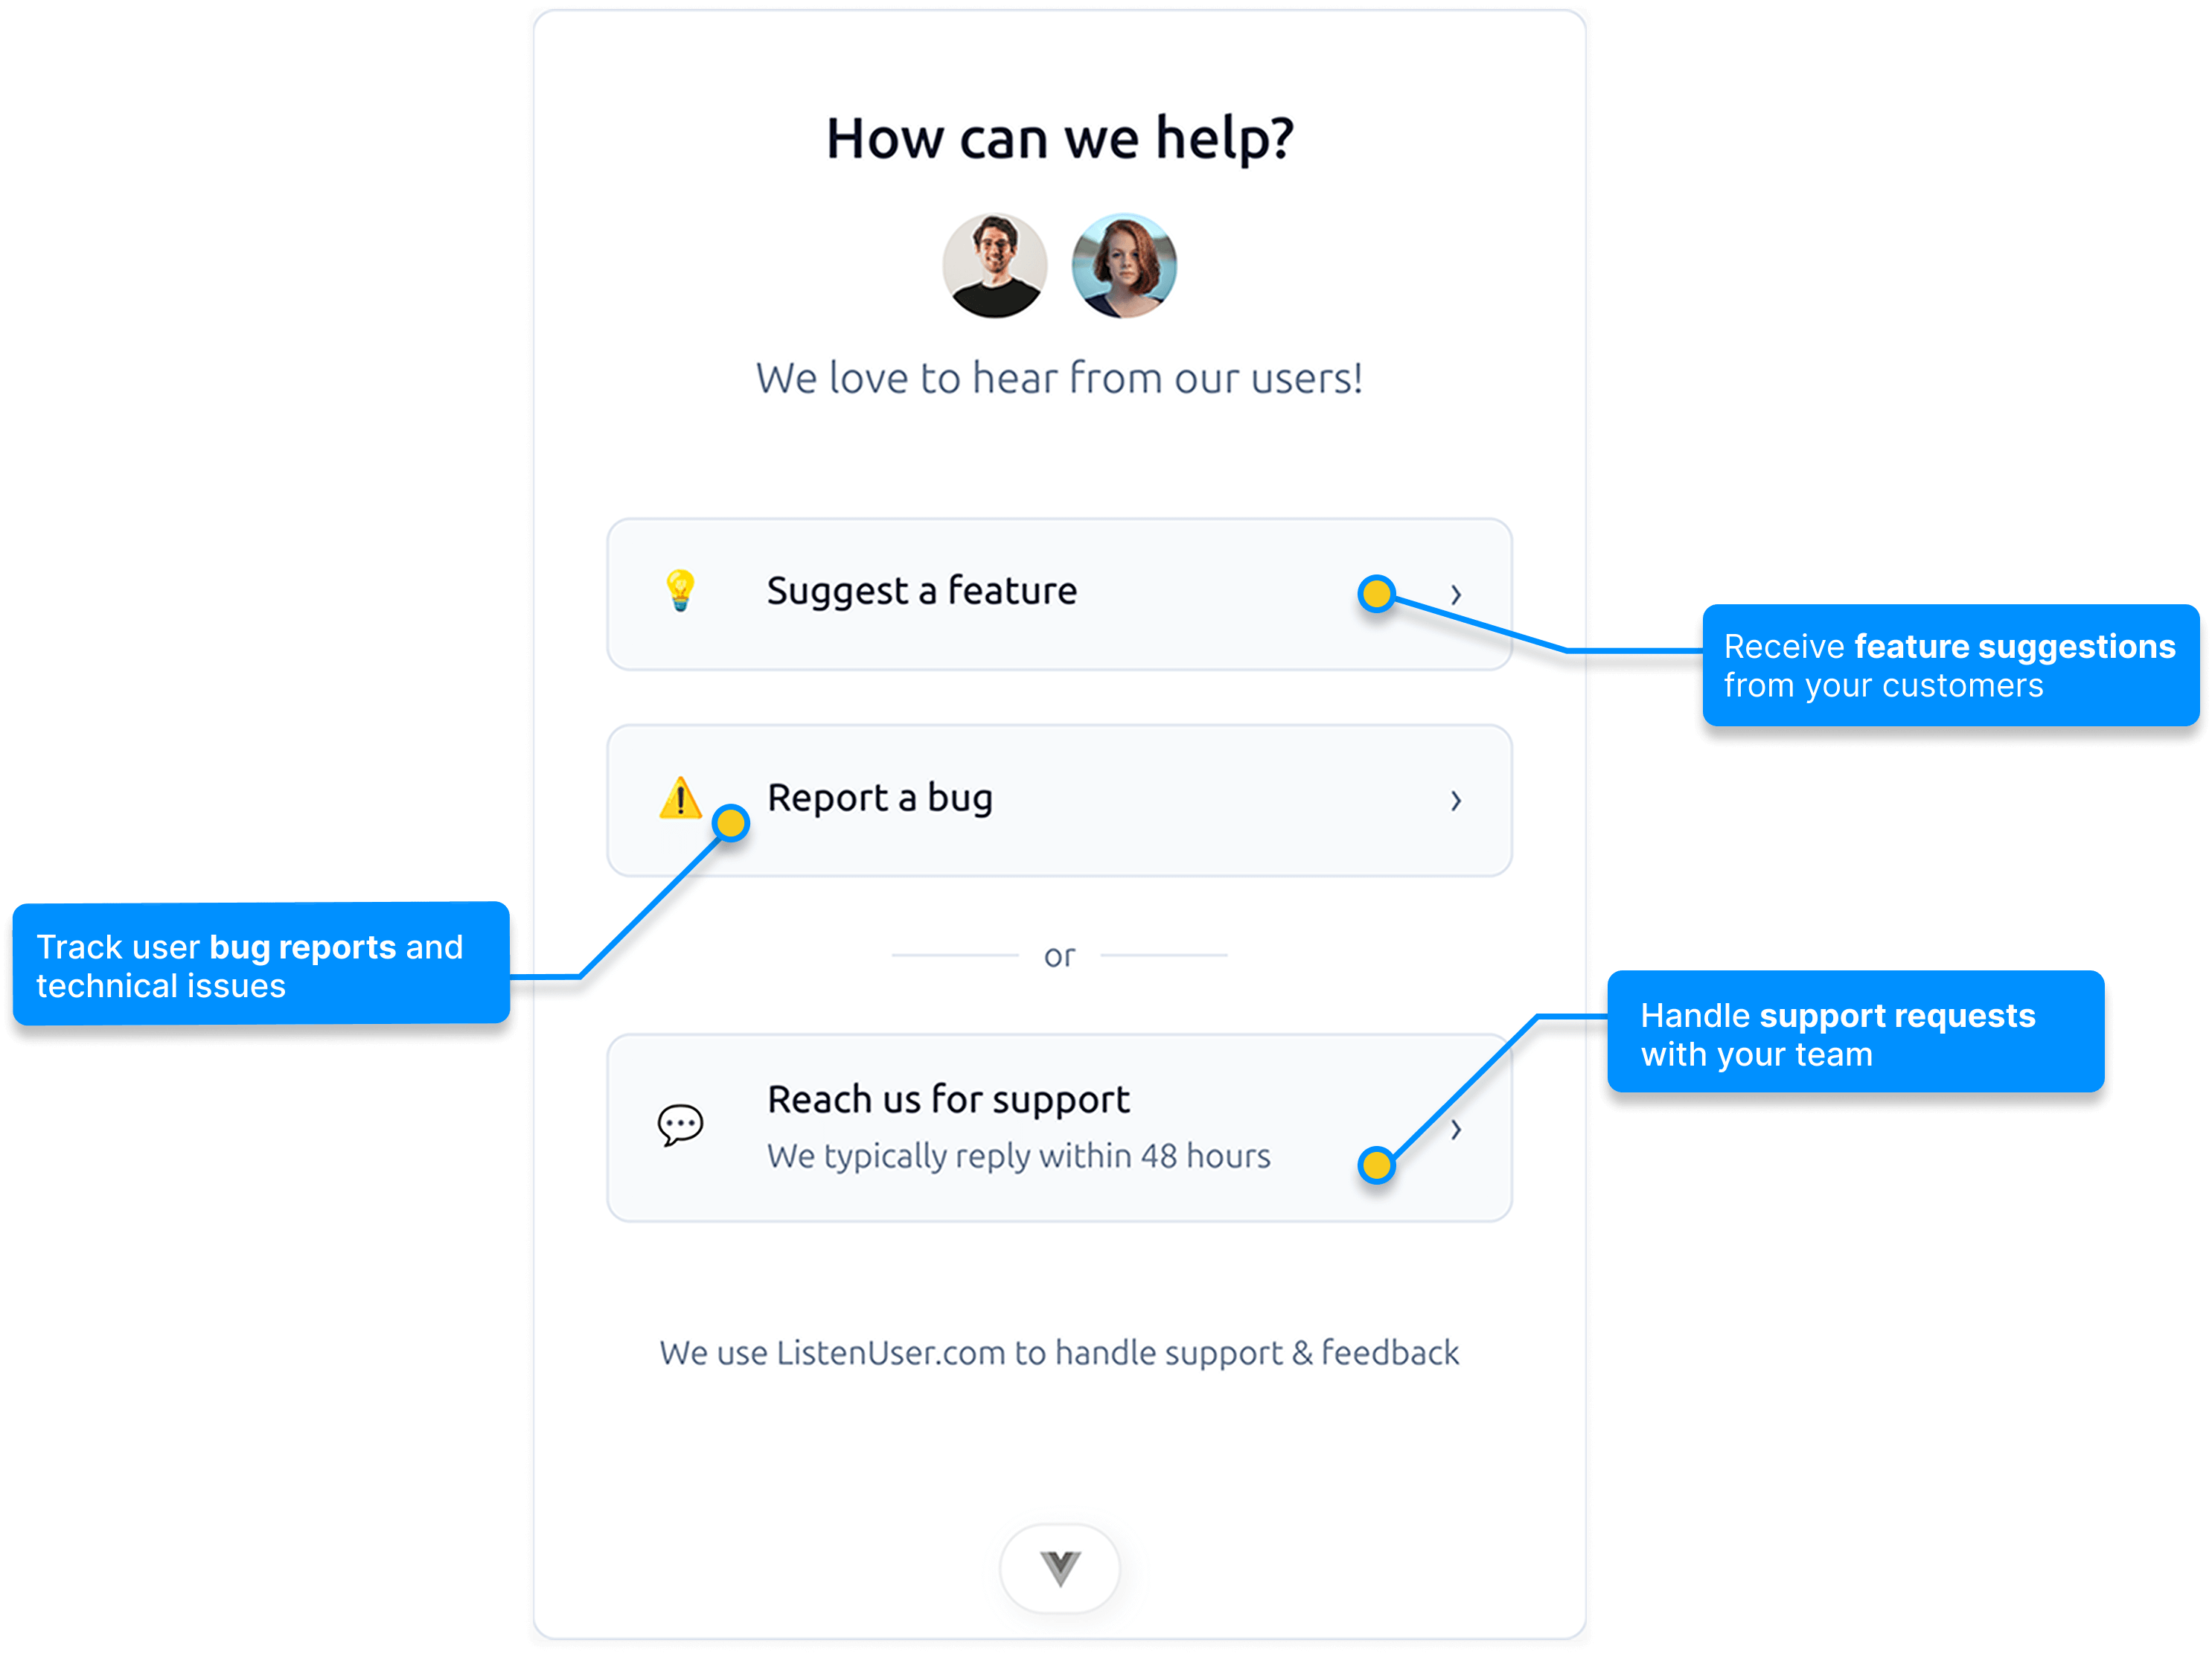 How can we help?
We love to hear from our users!
Suggest a feature
Receive feature suggestions
from your customers
Report a bug
Track user bug reports and
technical issues
or
Handle support requests
with your team
Reach us for support
We typically reply within 48 hours
We use ListenUser.com to handle support & feedback